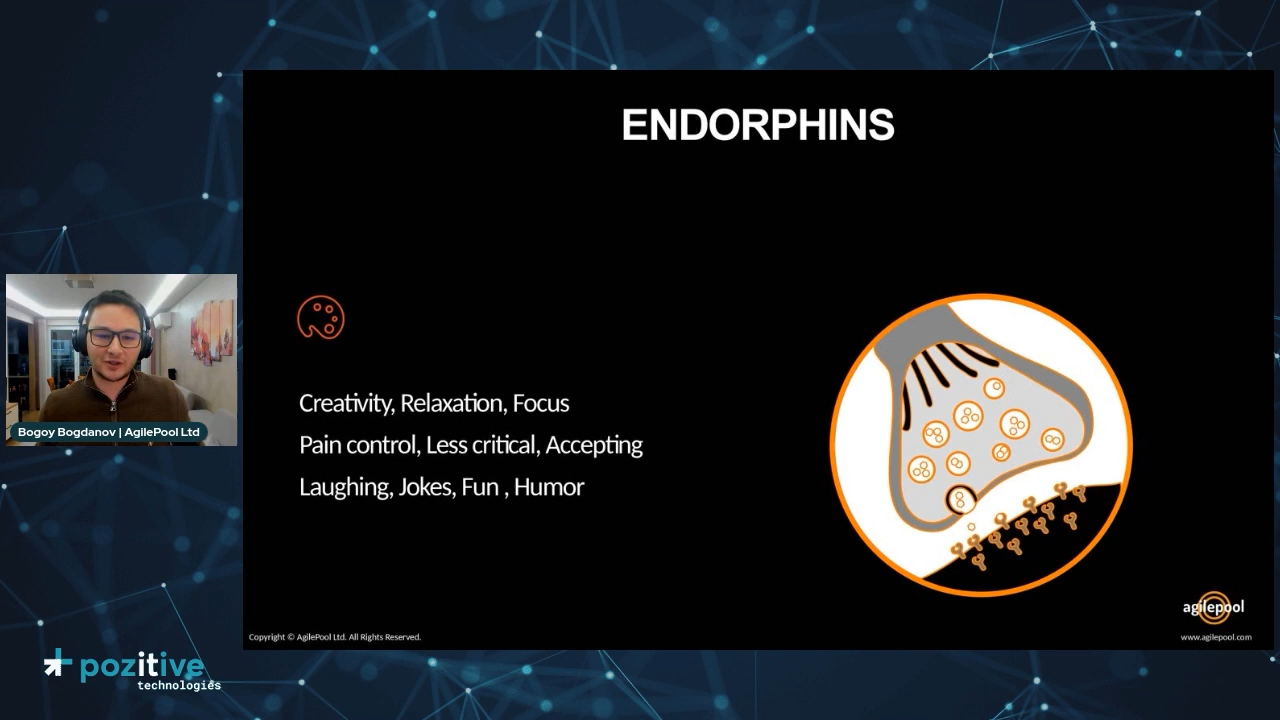 ENDORPHINS
Creativity, Relaxation, Focus
Pain control, Less critical, Accepting
Laughing, Jokes, Fun , Humor
Bogoy Bogdanov | AgilePool Ltd
agilepool
Copyright © AgilePool Ltd. All Rights Reserved.
www.agilepool.com
pozitive
technologies